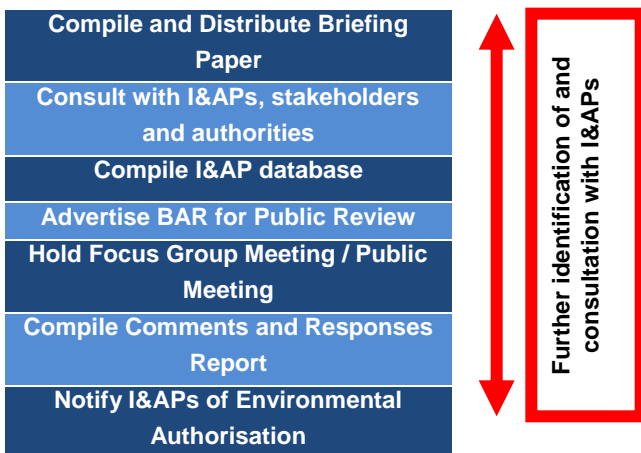 Compile and Distribute Briefing
Paper
Consult with I&APs, stakeholders
and authorities
Compile I&AP database
Advertise BAR for Public Review
Hold Focus Group Meeting / Public
Meeting
Compile Comments and Responses
Report
Notify I&APs of Environmental
Authorisation
Further identification of and
consultation with I&APs